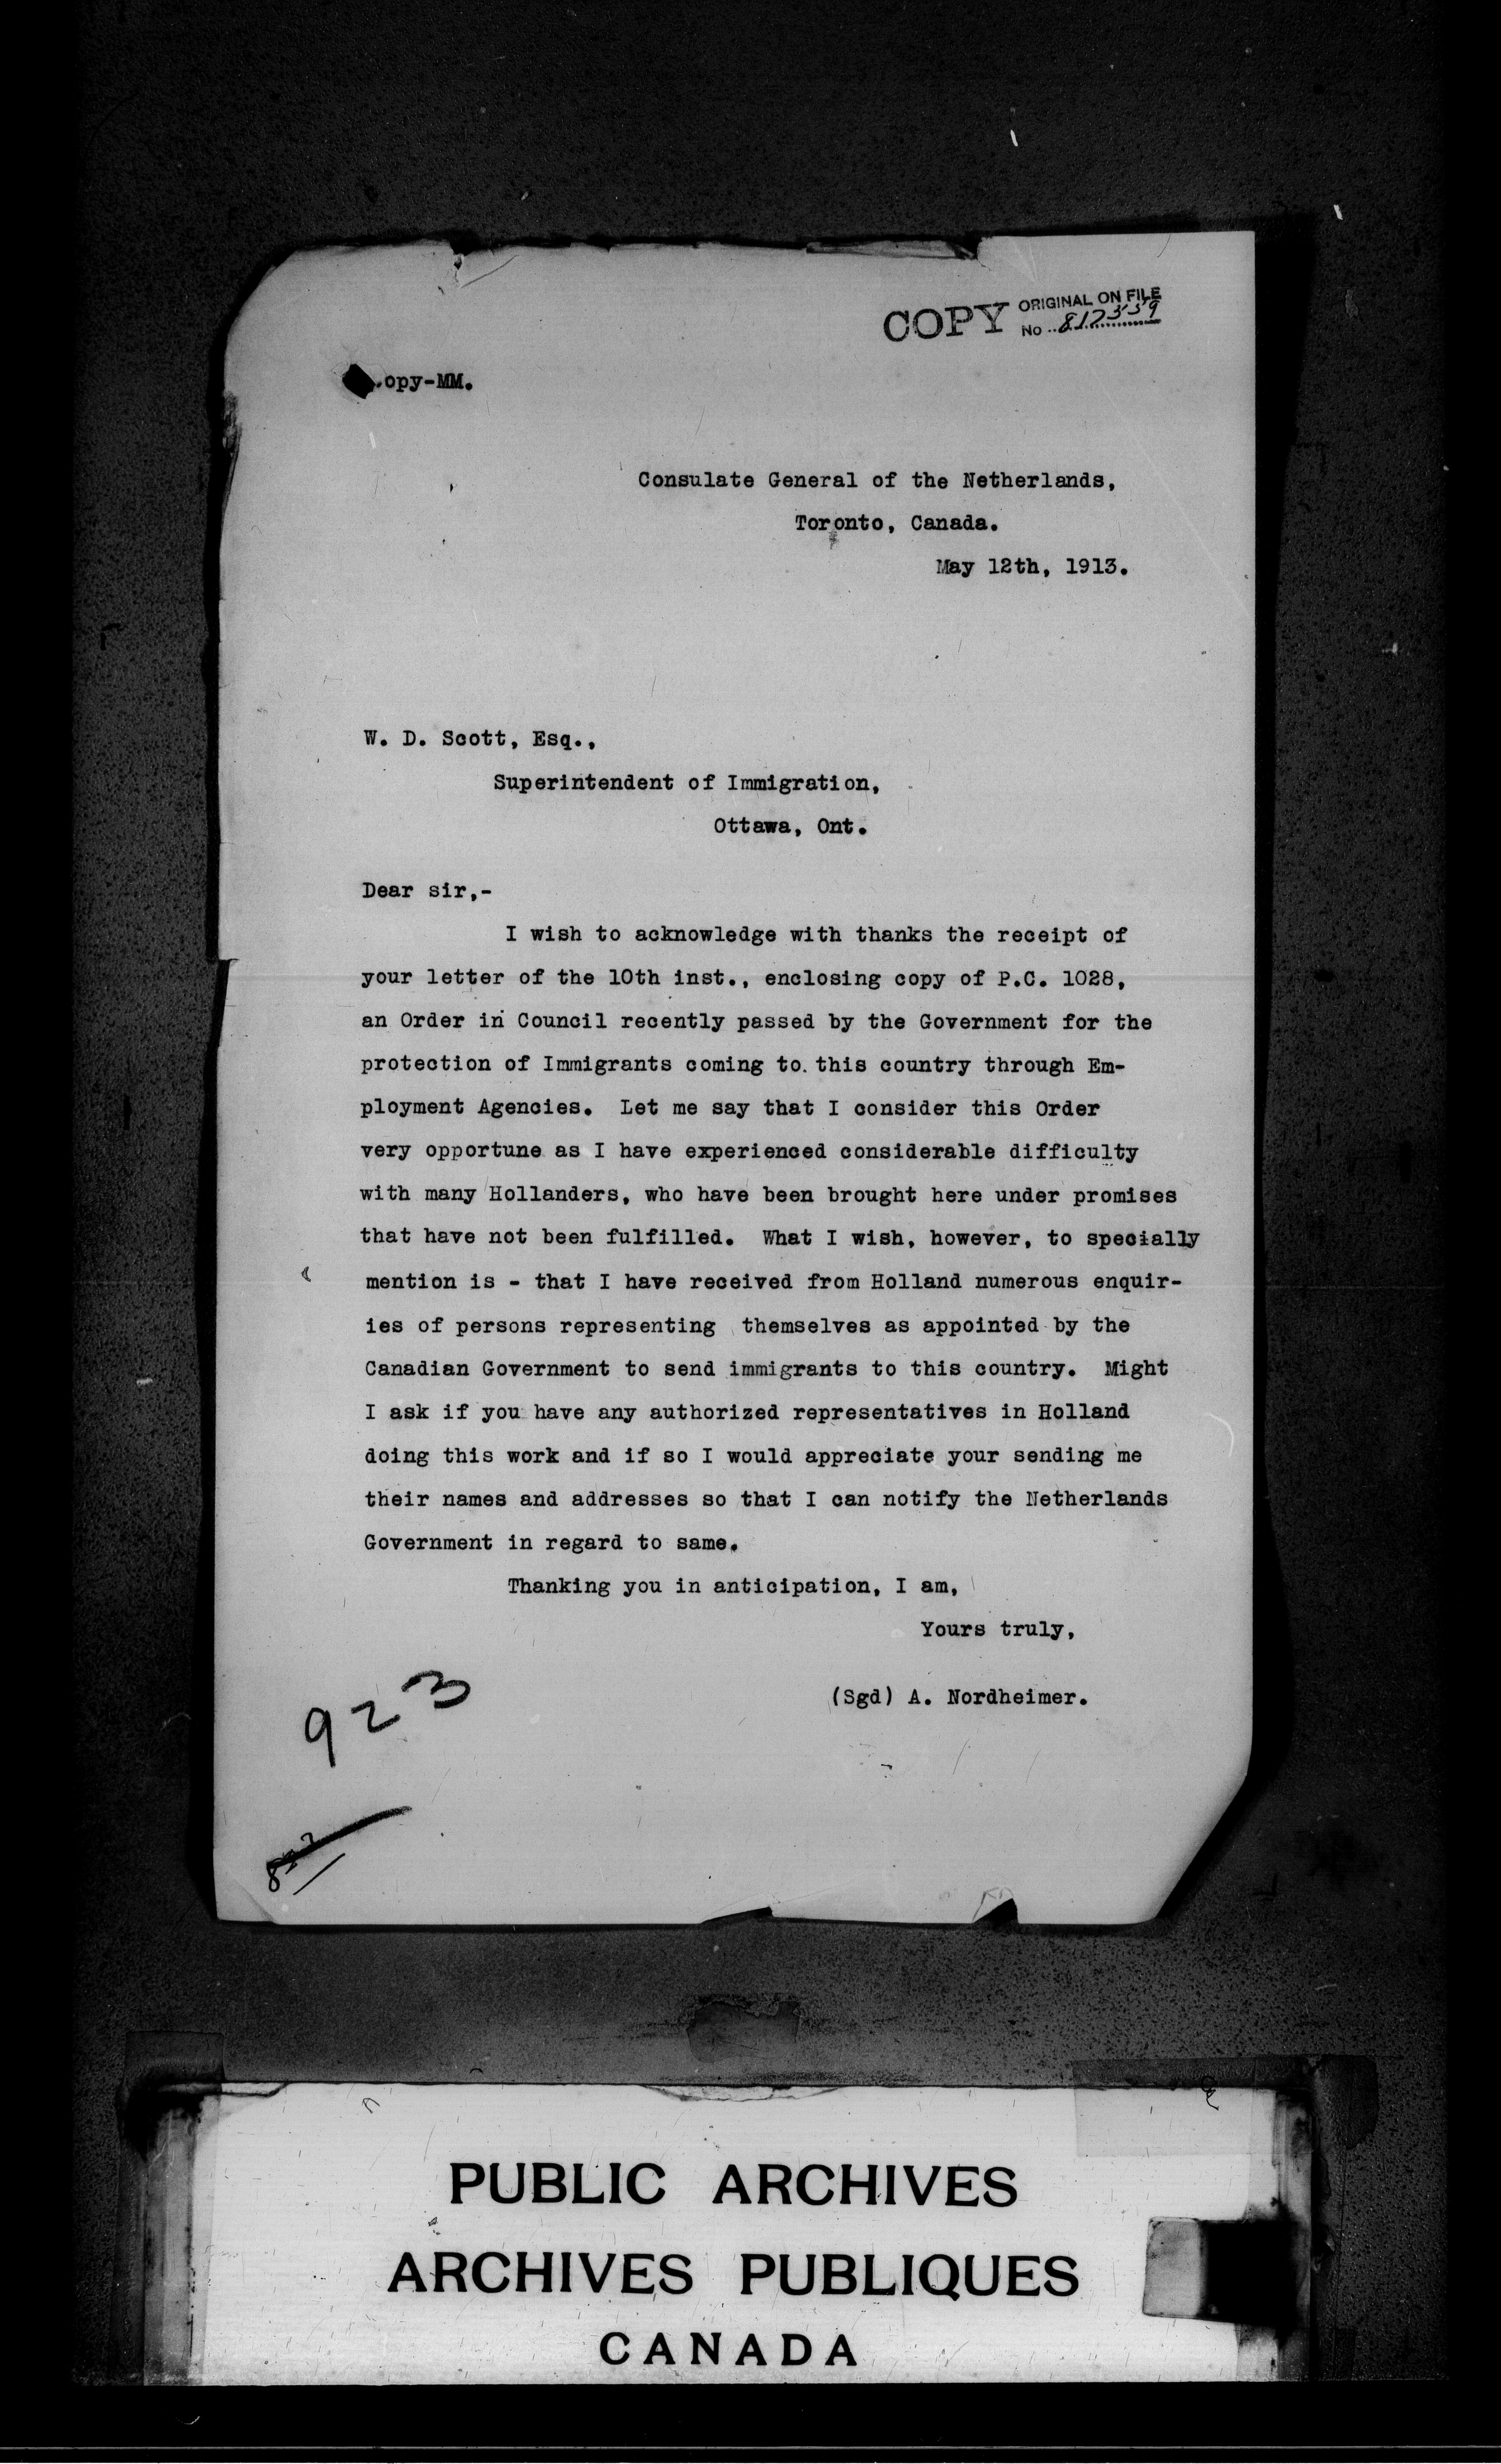 COPY ORIGINAL ON FILE
No. 812339
opy-MM.
Consulate General of the Netherlands,
Toronto, Canada.
May 12th, 1913.
W. D. Scott, Esq.,
Superintendent of Immigration,
Ottawa, Ont.
Dear sir,-
I wish to acknowledge with thanks the receipt of
your letter of the 10th inst., enclosing copy of P.C. 1028,
an Order in Council recently passed by the Government for the
protection of Immigrants coming to this country through Em-
ployment Agencies. Let me say that I consider this Order
very opportune as I have experienced considerable difficulty
with many Hollanders, who have been brought here under promises
that have not been fulfilled. What I wish, however, to specially
mention is - that I have received from Holland numerous enquir-
ies of persons representing themselves as appointed by the
Canadian Government to send immigrants to this country. Might
I ask if you have any authorized representatives in Holland
doing this work and if so I would appreciate your sending me
their names and addresses so that I can notify the Netherlands
Government in regard to same.
Thanking you in anticipation, I am,
Yours truly,
(Sgd) A. Nordheimer.
923
PUBLIC ARCHIVES
ARCHIVES PUBLIQUES
CANADA